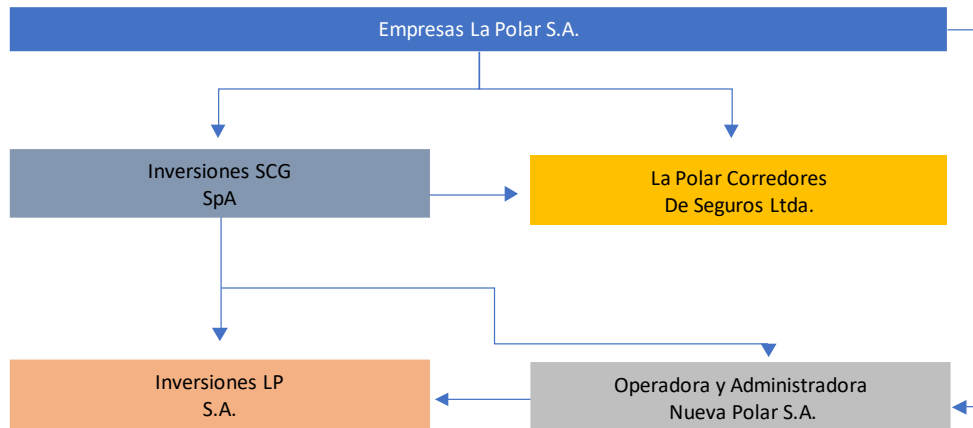 Empresas La Polar S.A.
Inversiones SCG
SpA
La Polar Corredores
De Seguros Ltda.
Inversiones LP
S.A.
Operadora y Administradora
Nueva Polar S.A.